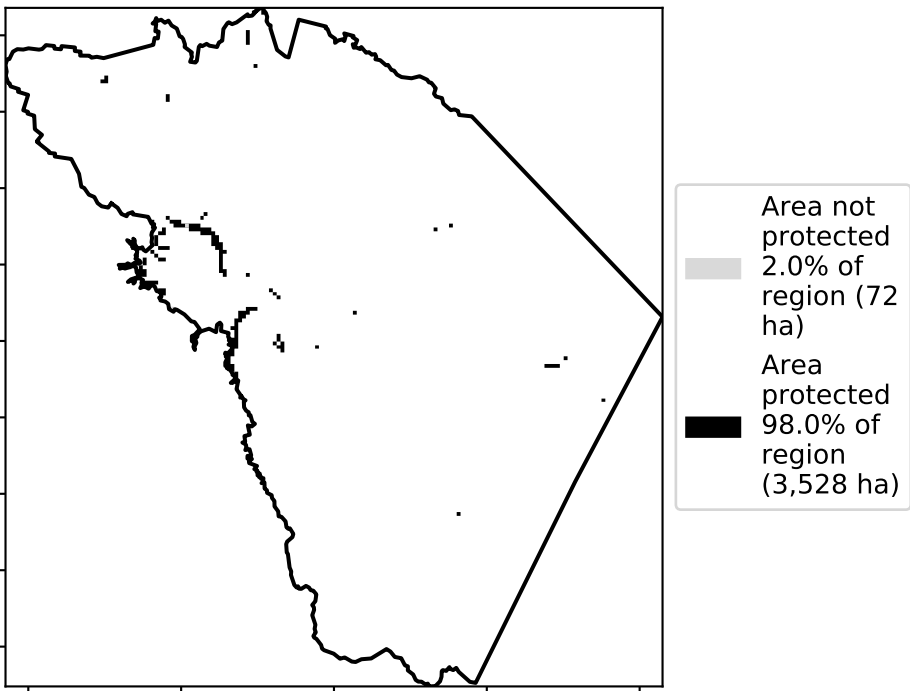 Area not
protected
2.0% of
region (72
ha)
Area
protected
98.0% of
region
(3,528 ha)